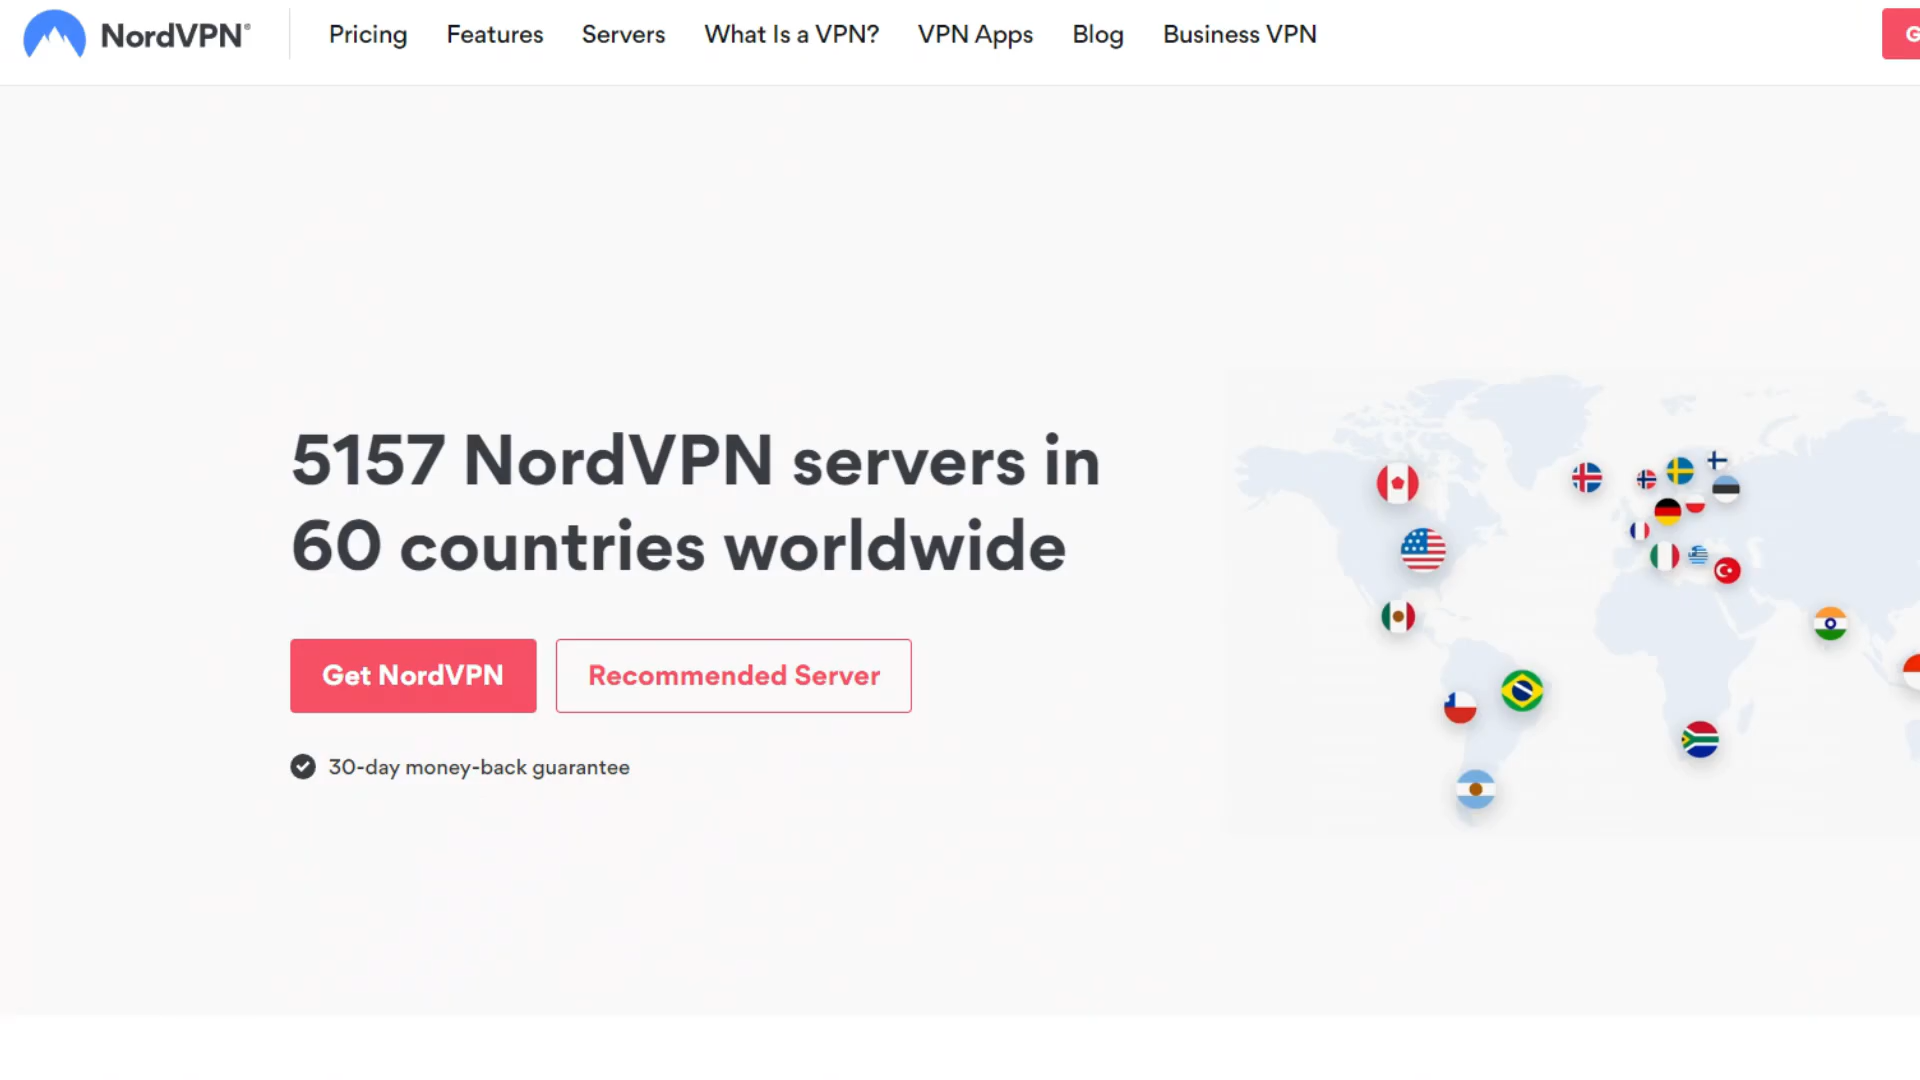 NordVPN®
Pricing
Features
Servers
What Is a VPN?
VPN Apps
Blog
Business VPN
G
5157 NordVPN servers in
60 countries worldwide
Get NordVPN
Recommended Server
30-day money-back guarantee